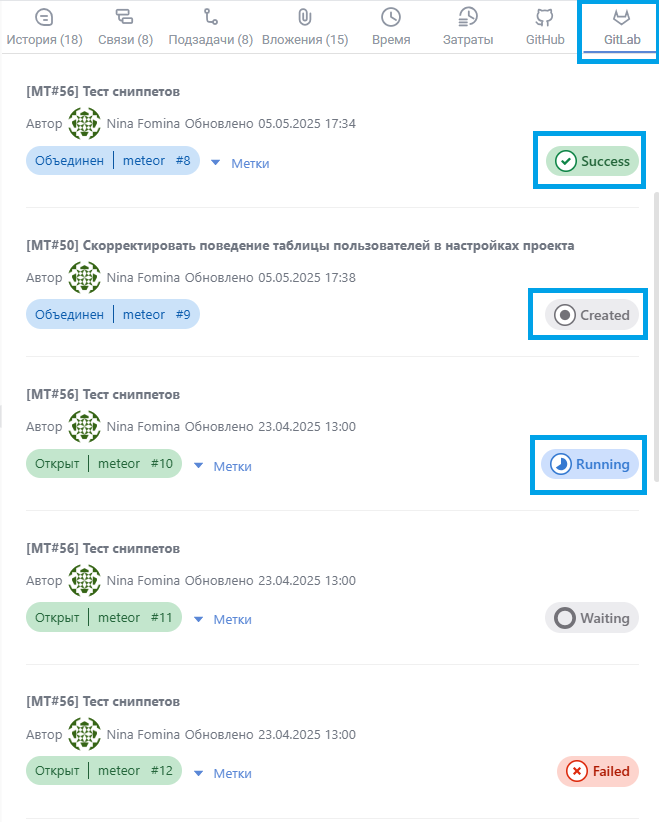 История (18) Связи (8) Подзадачи (8) Вложения (15) Время Затраты GitHub GitLab
[MT#56] Тест сниппетов
Автор Nina Fomina Обновлено 05.05.2025 17:34
Объединен meteor #8 Метки Success
[MT#50] Скорректировать поведение таблицы пользователей в настройках проекта
Автор Nina Fomina Обновлено 05.05.2025 17:38
Объединен meteor #9 Created
[MT#56] Тест сниппетов
Автор Nina Fomina Обновлено 23.04.2025 13:00
Открыт meteor #10 Метки Running
[MT#56] Тест сниппетов
Автор Nina Fomina Обновлено 23.04.2025 13:00
Открыт meteor #11 Метки Waiting
[MT#56] Тест сниппетов
Автор Nina Fomina Обновлено 23.04.2025 13:00
Открыт meteor #12 Метки Failed